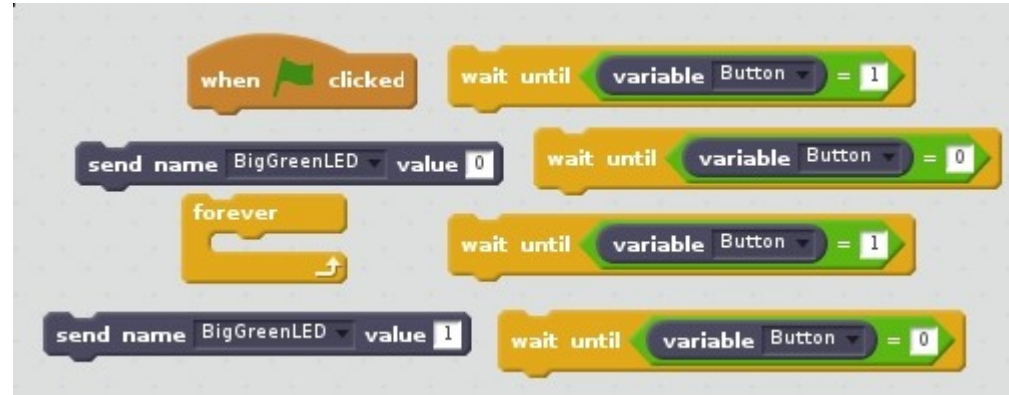 when clicked
wait until variable Button = 1
send name BigGreenLED value 0
wait until variable Button = 0
forever
wait until variable Button = 1
send name BigGreenLED value 1
wait until variable Button = 0